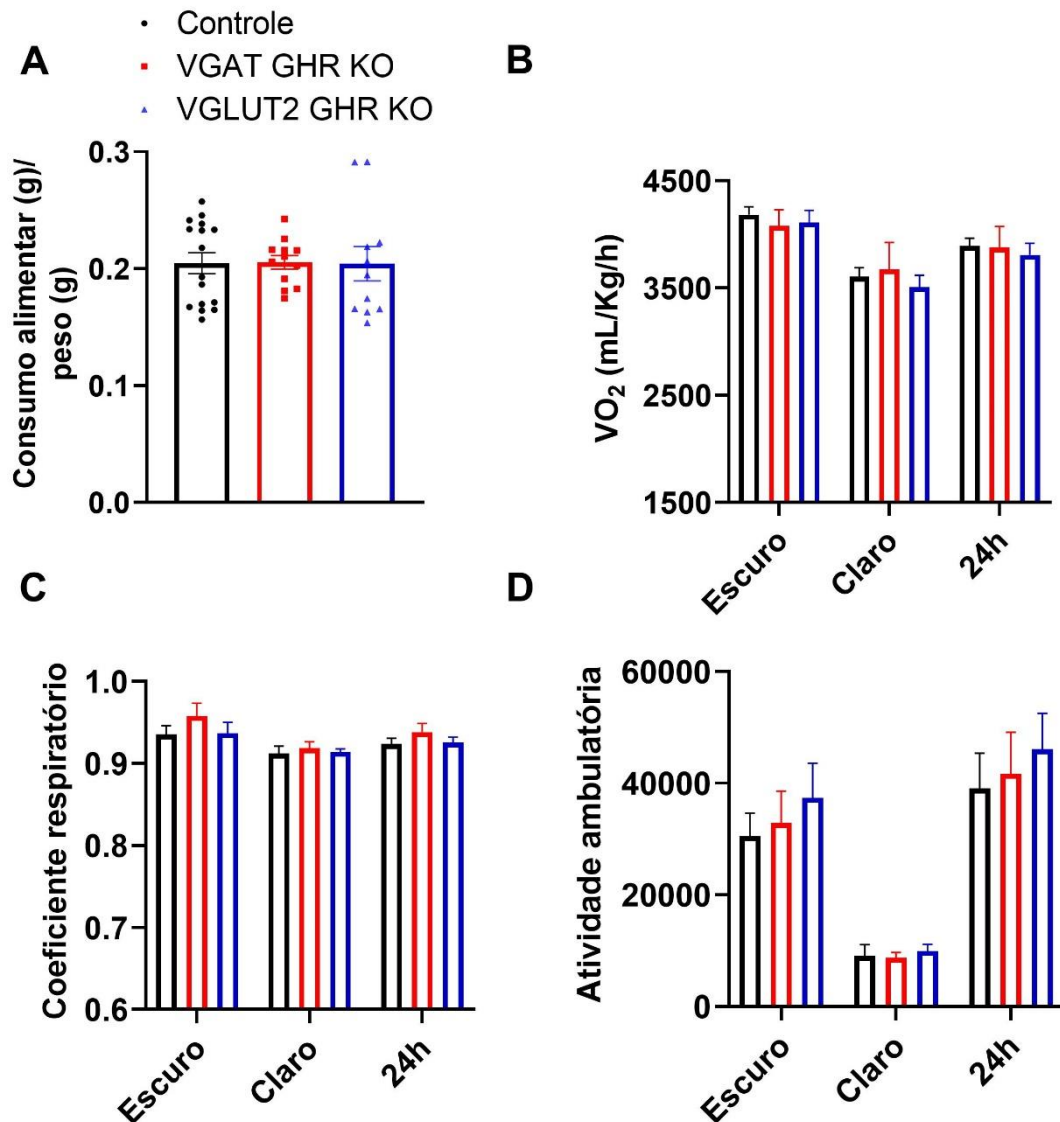 A
Controle
VGAT GHR KO
VGLUT2 GHR KO
Consumo alimentar (g)/
peso (g)
0.3
0.2
0.1
0.0
B
VO₂ (mL/Kg/h)
4500
3500
2500
1500
Escuro
Claro
24h
C
Coeficiente respiratório
1.0
0.9
0.8
0.7
0.6
Escuro
Claro
24h
D
Atividade ambulatória
60000
40000
20000
0
Escuro
Claro
24h